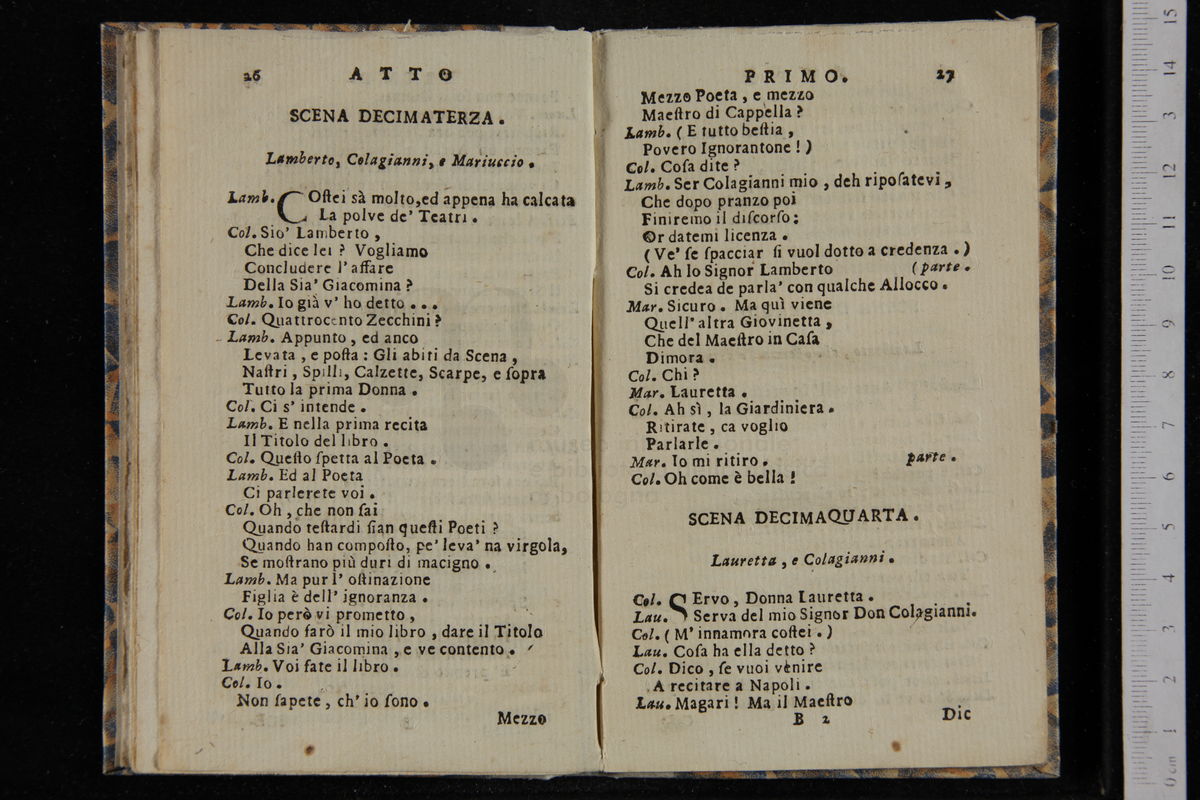 26 ATTO
SCENA DECIMATERZA.
Lamberto, Colagianni, e Mariuccio.
Lamb. COſtei sà molto,ed appena ha calcata
La polve de' Teatri.
Col. Sio' Lamberto,
Che dice lei? Vogliamo
Concludere l'affare
Della Sia' Giacomina?
Lamb. Io già v' ho detto...
Col. Quattrocento Zecchini?
Lamb. Appunto, ed anco
Levata, e poſta: Gli abiti da Scena,
Naſtri, Spilli, Calzette, Scarpe, e ſopra
Tutto la prima Donna.
Col. Ci s' intende.
Lamb. E nella prima recita
Il Titolo del libro.
Col. Queſto ſpetta al Poeta.
Lamb. Ed al Poeta
Ci parlerete voi.
Col. Oh, che non ſai
Quando teſtardi ſian queſti Poeti?
Quando han compoſto, pe' leva' na virgola,
Se moſtrano più duri di macigno.
Lamb. Ma pur l' oſtinazione
Figlia è dell' ignoranza.
Col. Io però vi prometto,
Quando farò il mio libro, dare il Titolo
Alla Sia' Giacomina, e ve contento.
Lamb. Voi fate il libro.
Col. Io.
Non ſapete, ch' io ſono.
Mezzo
PRIMO. 27
Mezzo Poeta, e mezzo
Maeſtro di Cappella?
Lamb. (E tutto beſtia,
Povero Ignorantone!)
Col. Coſa dite?
Lamb. Ser Colagianni mio, deh ripoſatevi,
Che dopo pranzo poi
Finiremo il diſcorſo:
Or datemi licenza.
(Ve' ſe ſpacciar ſi vuol dotto a credenza.)
Col. Ah lo Signor Lamberto (parte.
Si credea de parla' con qualche Allocco.
Mar. Sicuro. Ma quì viene
Quell' altra Giovinetta,
Che del Maeſtro in Caſa
Dimora.
Col. Chi?
Mar. Lauretta.
Col. Ah sì, la Giardiniera.
Ritirate, ca voglio
Parlarle.
Mar. Io mi ritiro. parte.
Col. Oh come è bella!
SCENA DECIMAQUARTA.
Lauretta, e Colagianni.
Col. SErvo, Donna Lauretta.
Lau. Serva del mio Signor Don Colagianni.
Col. (M' innamora coſtei.)
Lau. Coſa ha ella detto?
Col. Dico, ſe vuoi venire
A recitare a Napoli.
Lau. Magari! Ma il Maeſtro
B 2 Dic